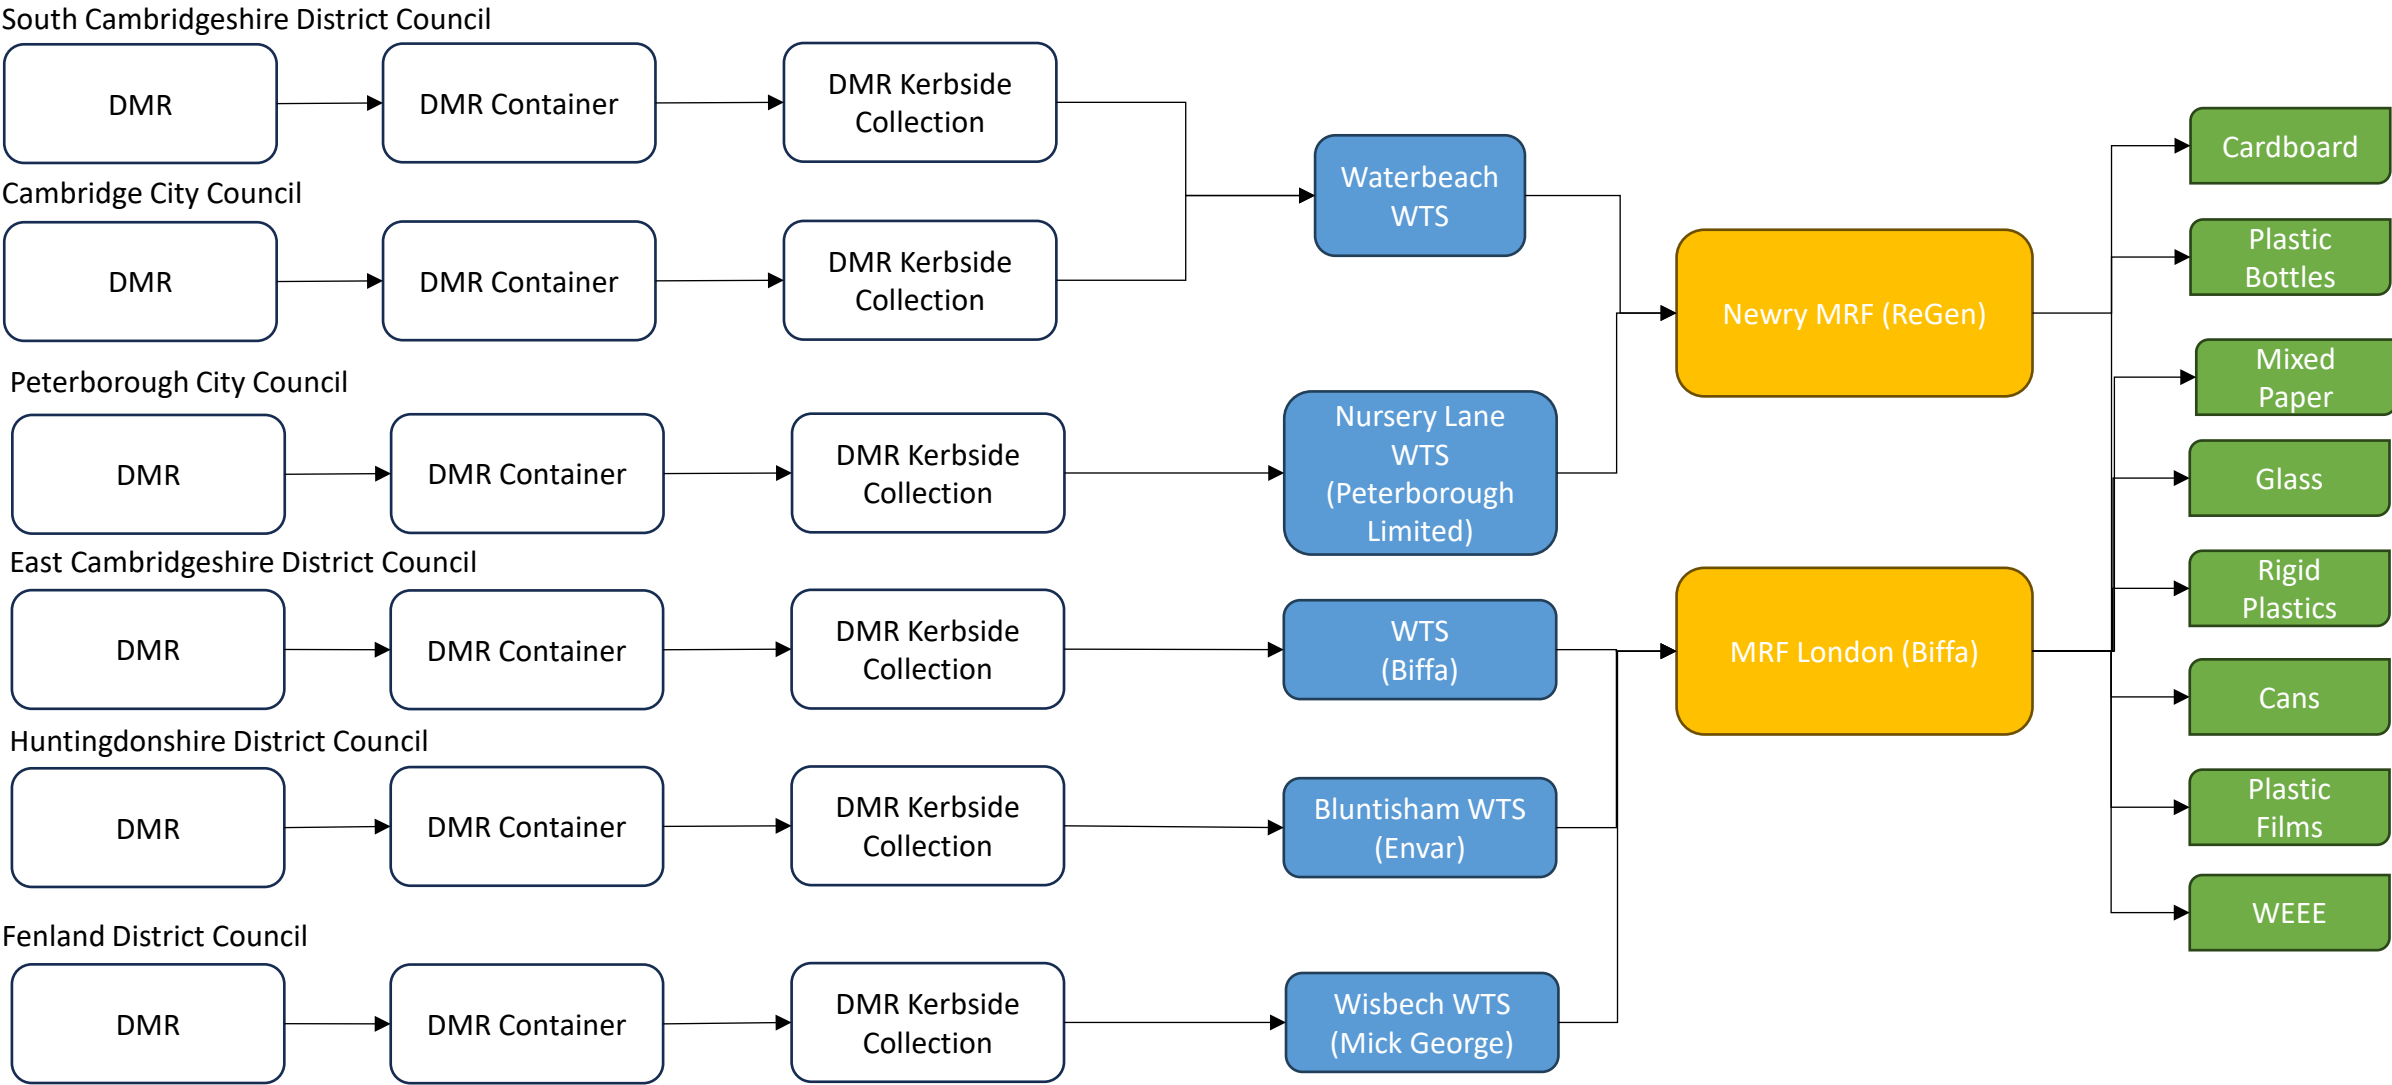 South Cambridgeshire District Council
DMR
DMR Container
DMR Kerbside
Collection
Cambridge City Council
DMR
DMR Container
DMR Kerbside
Collection
Waterbeach
WTS
Peterborough City Council
DMR
DMR Container
DMR Kerbside
Collection
Nursery Lane
WTS
(Peterborough
Limited)
Newry MRF (ReGen)
East Cambridgeshire District Council
DMR
DMR Container
DMR Kerbside
Collection
WTS
(Biffa)
Huntingdonshire District Council
DMR
DMR Container
DMR Kerbside
Collection
Bluntisham WTS
(Envar)
Fenland District Council
DMR
DMR Container
DMR Kerbside
Collection
Wisbech WTS
(Mick George)
MRF London (Biffa)
Cardboard
Plastic
Bottles
Mixed
Paper
Glass
Rigid
Plastics
Cans
Plastic
Films
WEEE